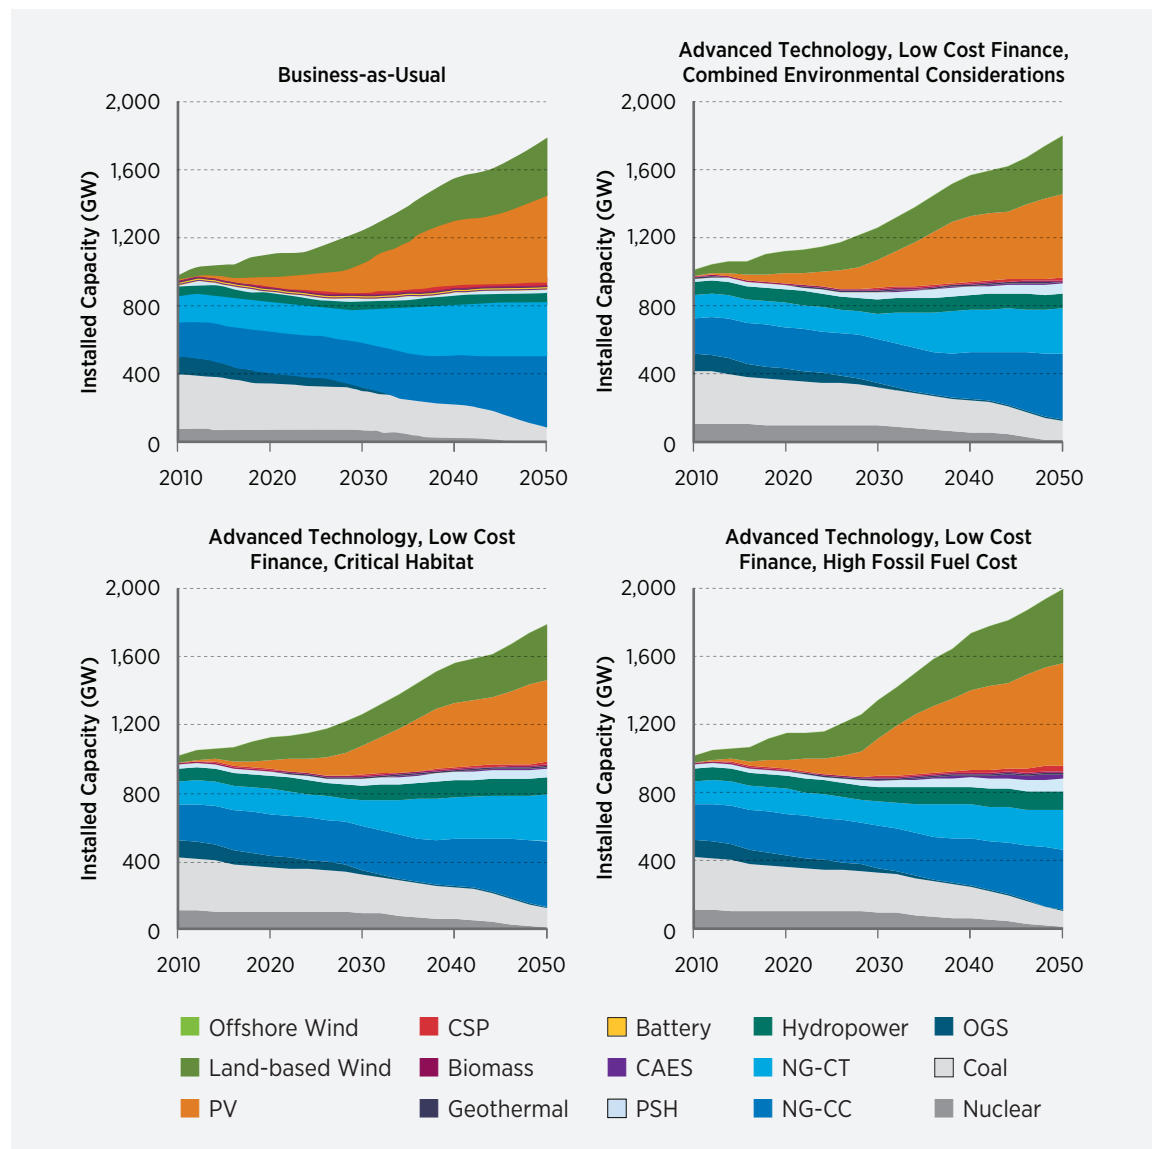 Business-as-Usual
Installed Capacity (GW)
2,000
1,600
1,200
800
400
0
2010 2020 2030 2040 2050
Advanced Technology, Low Cost Finance,
Combined Environmental Considerations
Installed Capacity (GW)
2,000
1,600
1,200
800
400
0
2010 2020 2030 2040 2050
Advanced Technology, Low Cost
Finance, Critical Habitat
Installed Capacity (GW)
2,000
1,600
1,200
800
400
0
2010 2020 2030 2040 2050
Advanced Technology, Low Cost
Finance, High Fossil Fuel Cost
Installed Capacity (GW)
2,000
1,600
1,200
800
400
0
2010 2020 2030 2040 2050
Offshore Wind CSP Battery Hydropower OGS
Land-based Wind Biomass CAES NG-CT Coal
PV Geothermal PSH NG-CC Nuclear